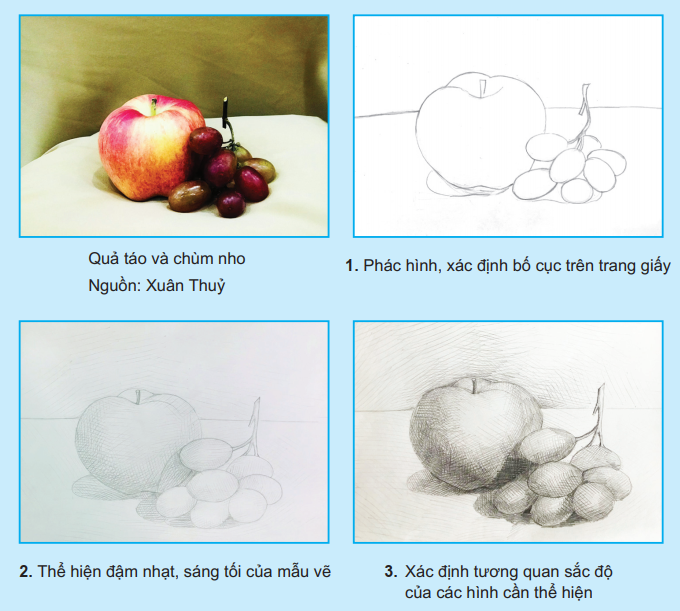 Quả táo và chùm nho
Nguồn: Xuân Thuỷ
1. Phác hình, xác định bố cục trên trang giấy
2. Thể hiện đậm nhạt, sáng tối của mẫu vẽ
3. Xác định tương quan sắc độ
của các hình cần thể hiện